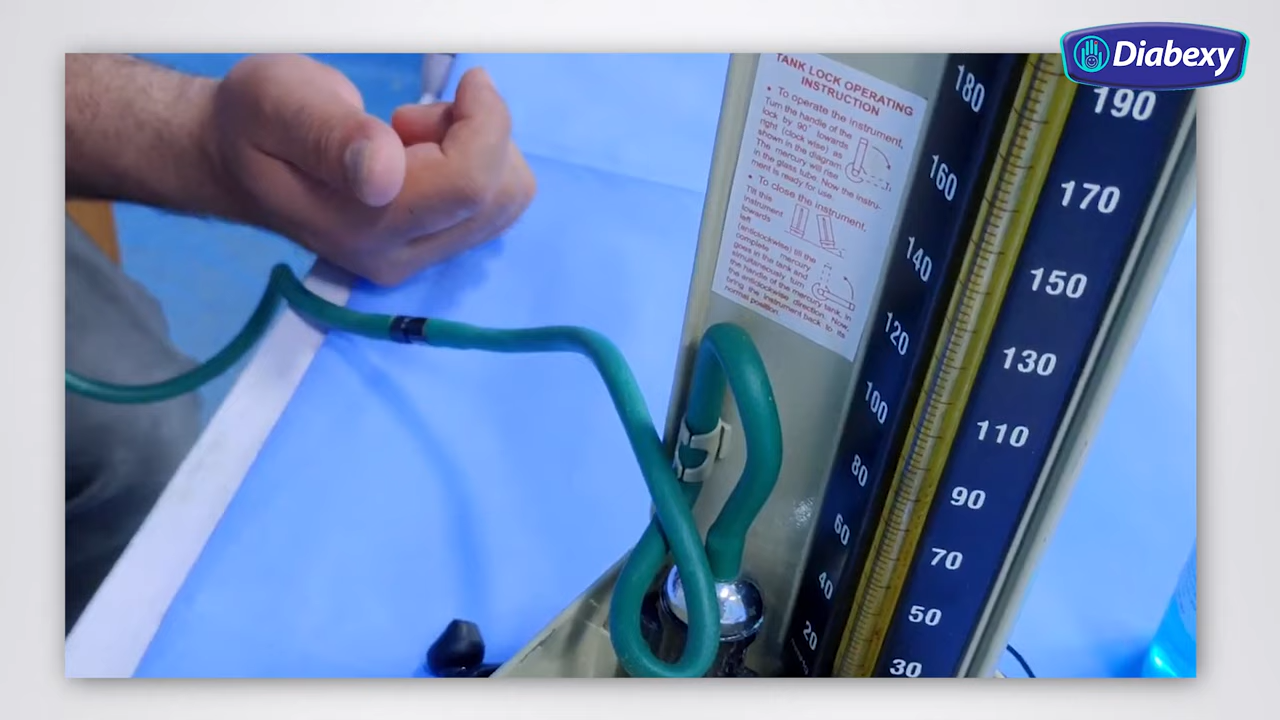 Diabexy
TANK LOCK OPERATING
INSTRUCTION
• To operate the instrument,
Turn the handle of the
lock by 90° towards
right (clock wise) as
shown in the diagram
The mercury will rise
in the glass tube. Now the instru-
ment is ready for use.
• To close the instrument,
Tilt this
instrument
towards
left
(anticlockwise) till the
complete mercury
goes in the tank and
simultaneously turn
the handle of the mercury tank, in
the anticlockwise direction. Now,
bring the instrument back to its
normal position.
180
160
140
120
100
80
60
40
20
190
170
150
130
110
90
70
50
30